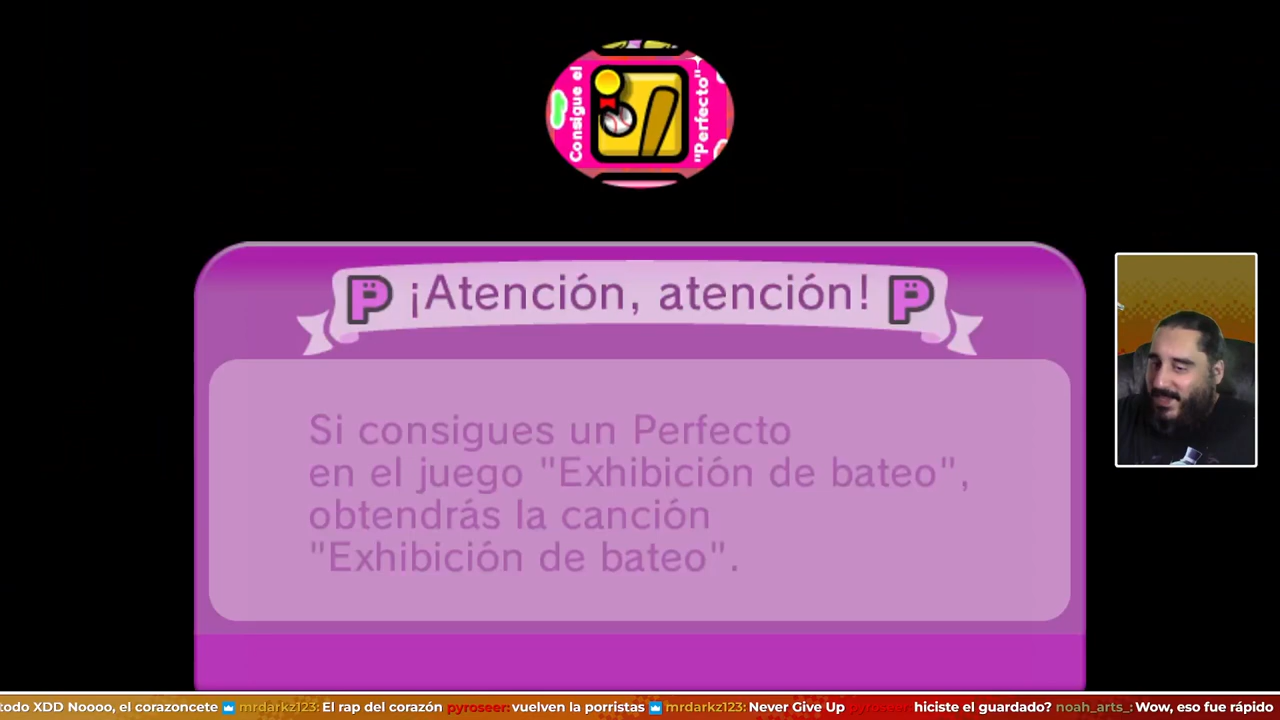 Consigue el
"Perfecto"
P ¡Atención, atención! P
Si consigues un Perfecto
en el juego "Exhibición de bateo",
obtendrás la canción
"Exhibición de bateo".
todo XDD Noooo, el corazoncete mrdarkz123: El rap del corazón pyroseer: vuelven la porristas mrdarkz123: Never Give Up pyroseer: hiciste el guardado? noah_arts_: Wow, eso fue rápido